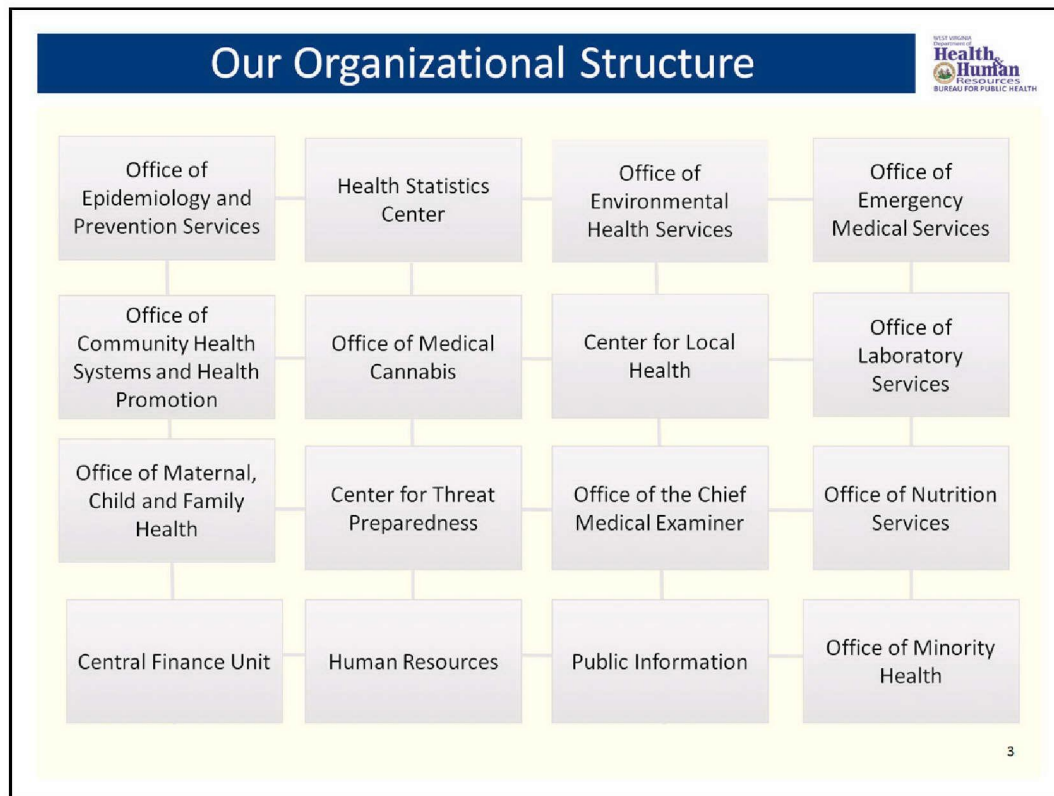 Our Organizational Structure
WEST VIRGINIA
Department of
Health &
Human
Resources
BUREAU FOR PUBLIC HEALTH
Office of
Epidemiology and
Prevention Services
Health Statistics
Center
Office of
Environmental
Health Services
Office of
Emergency
Medical Services
Office of
Community Health
Systems and Health
Promotion
Office of Medical
Cannabis
Center for Local
Health
Office of
Laboratory
Services
Office of Maternal,
Child and Family
Health
Center for Threat
Preparedness
Office of the Chief
Medical Examiner
Office of Nutrition
Services
Central Finance Unit
Human Resources
Public Information
Office of Minority
Health
3